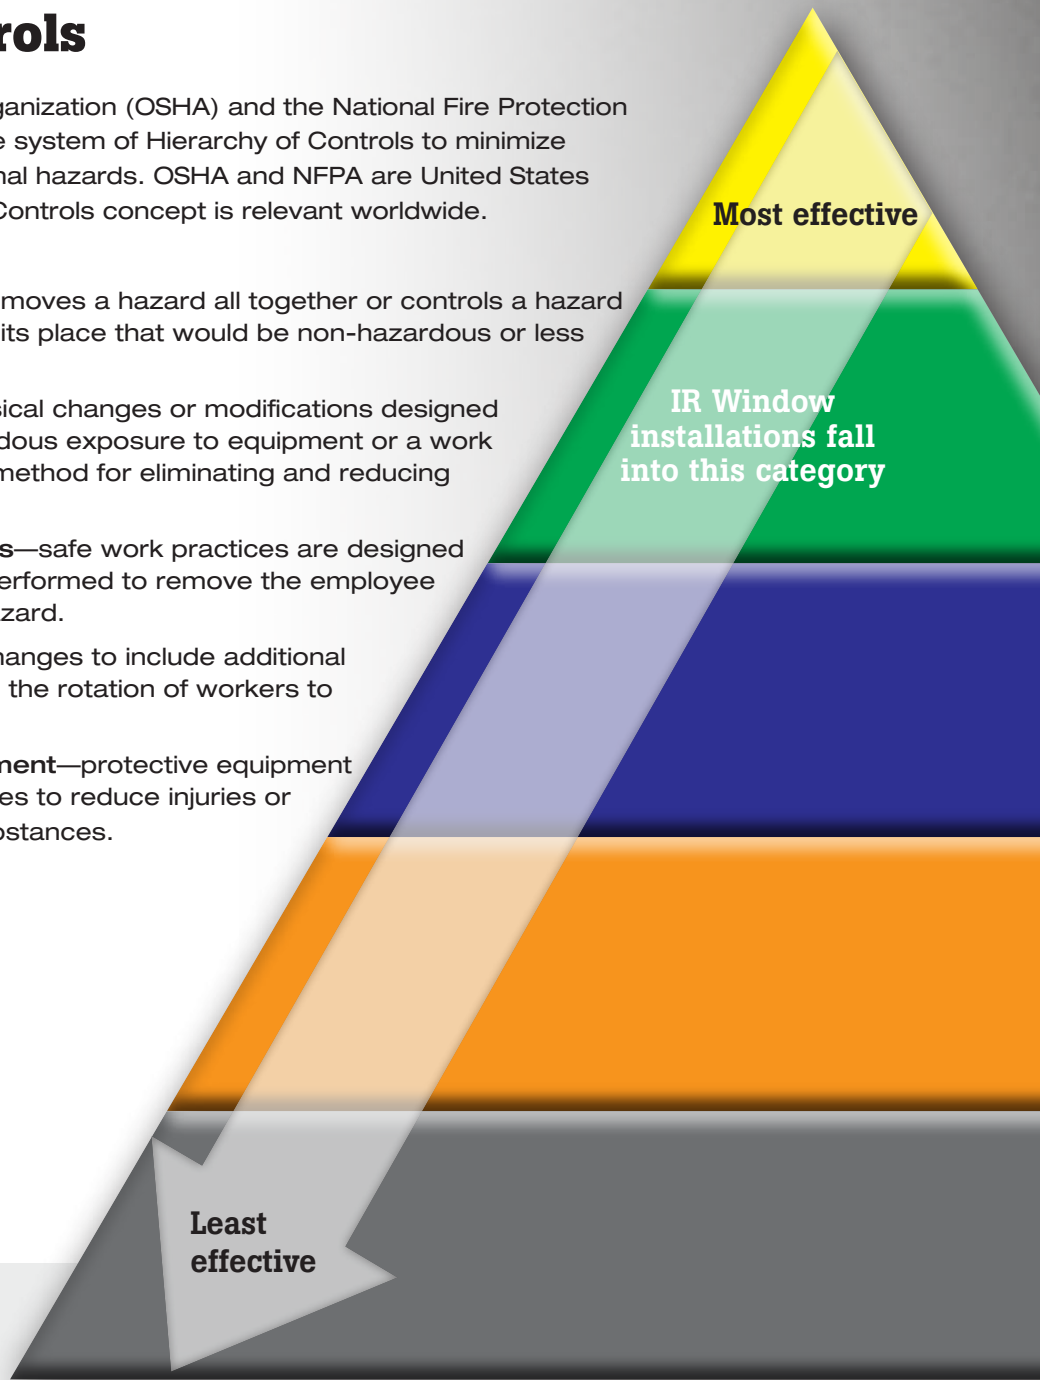 rols
ganization (OSHA) and the National Fire Protection
e system of Hierarchy of Controls to minimize
nal hazards. OSHA and NFPA are United States
Controls concept is relevant worldwide.
moves a hazard all together or controls a hazard
its place that would be non-hazardous or less
sical changes or modifications designed
dous exposure to equipment or a work
method for eliminating and reducing
s—safe work practices are designed
erformed to remove the employee
zard.
hanges to include additional
the rotation of workers to
ment—protective equipment
es to reduce injuries or
bstances.
Most effective
IR Window
installations fall
into this category
Least
effective